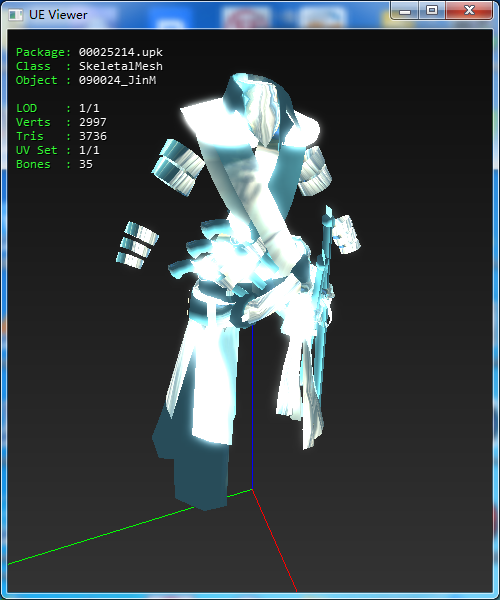 UE Viewer
Package: 00025214.upk
Class : SkeletalMesh
Object : 090024_JinM
LOD : 1/1
Verts : 2997
Tris : 3736
UV Set : 1/1
Bones : 35